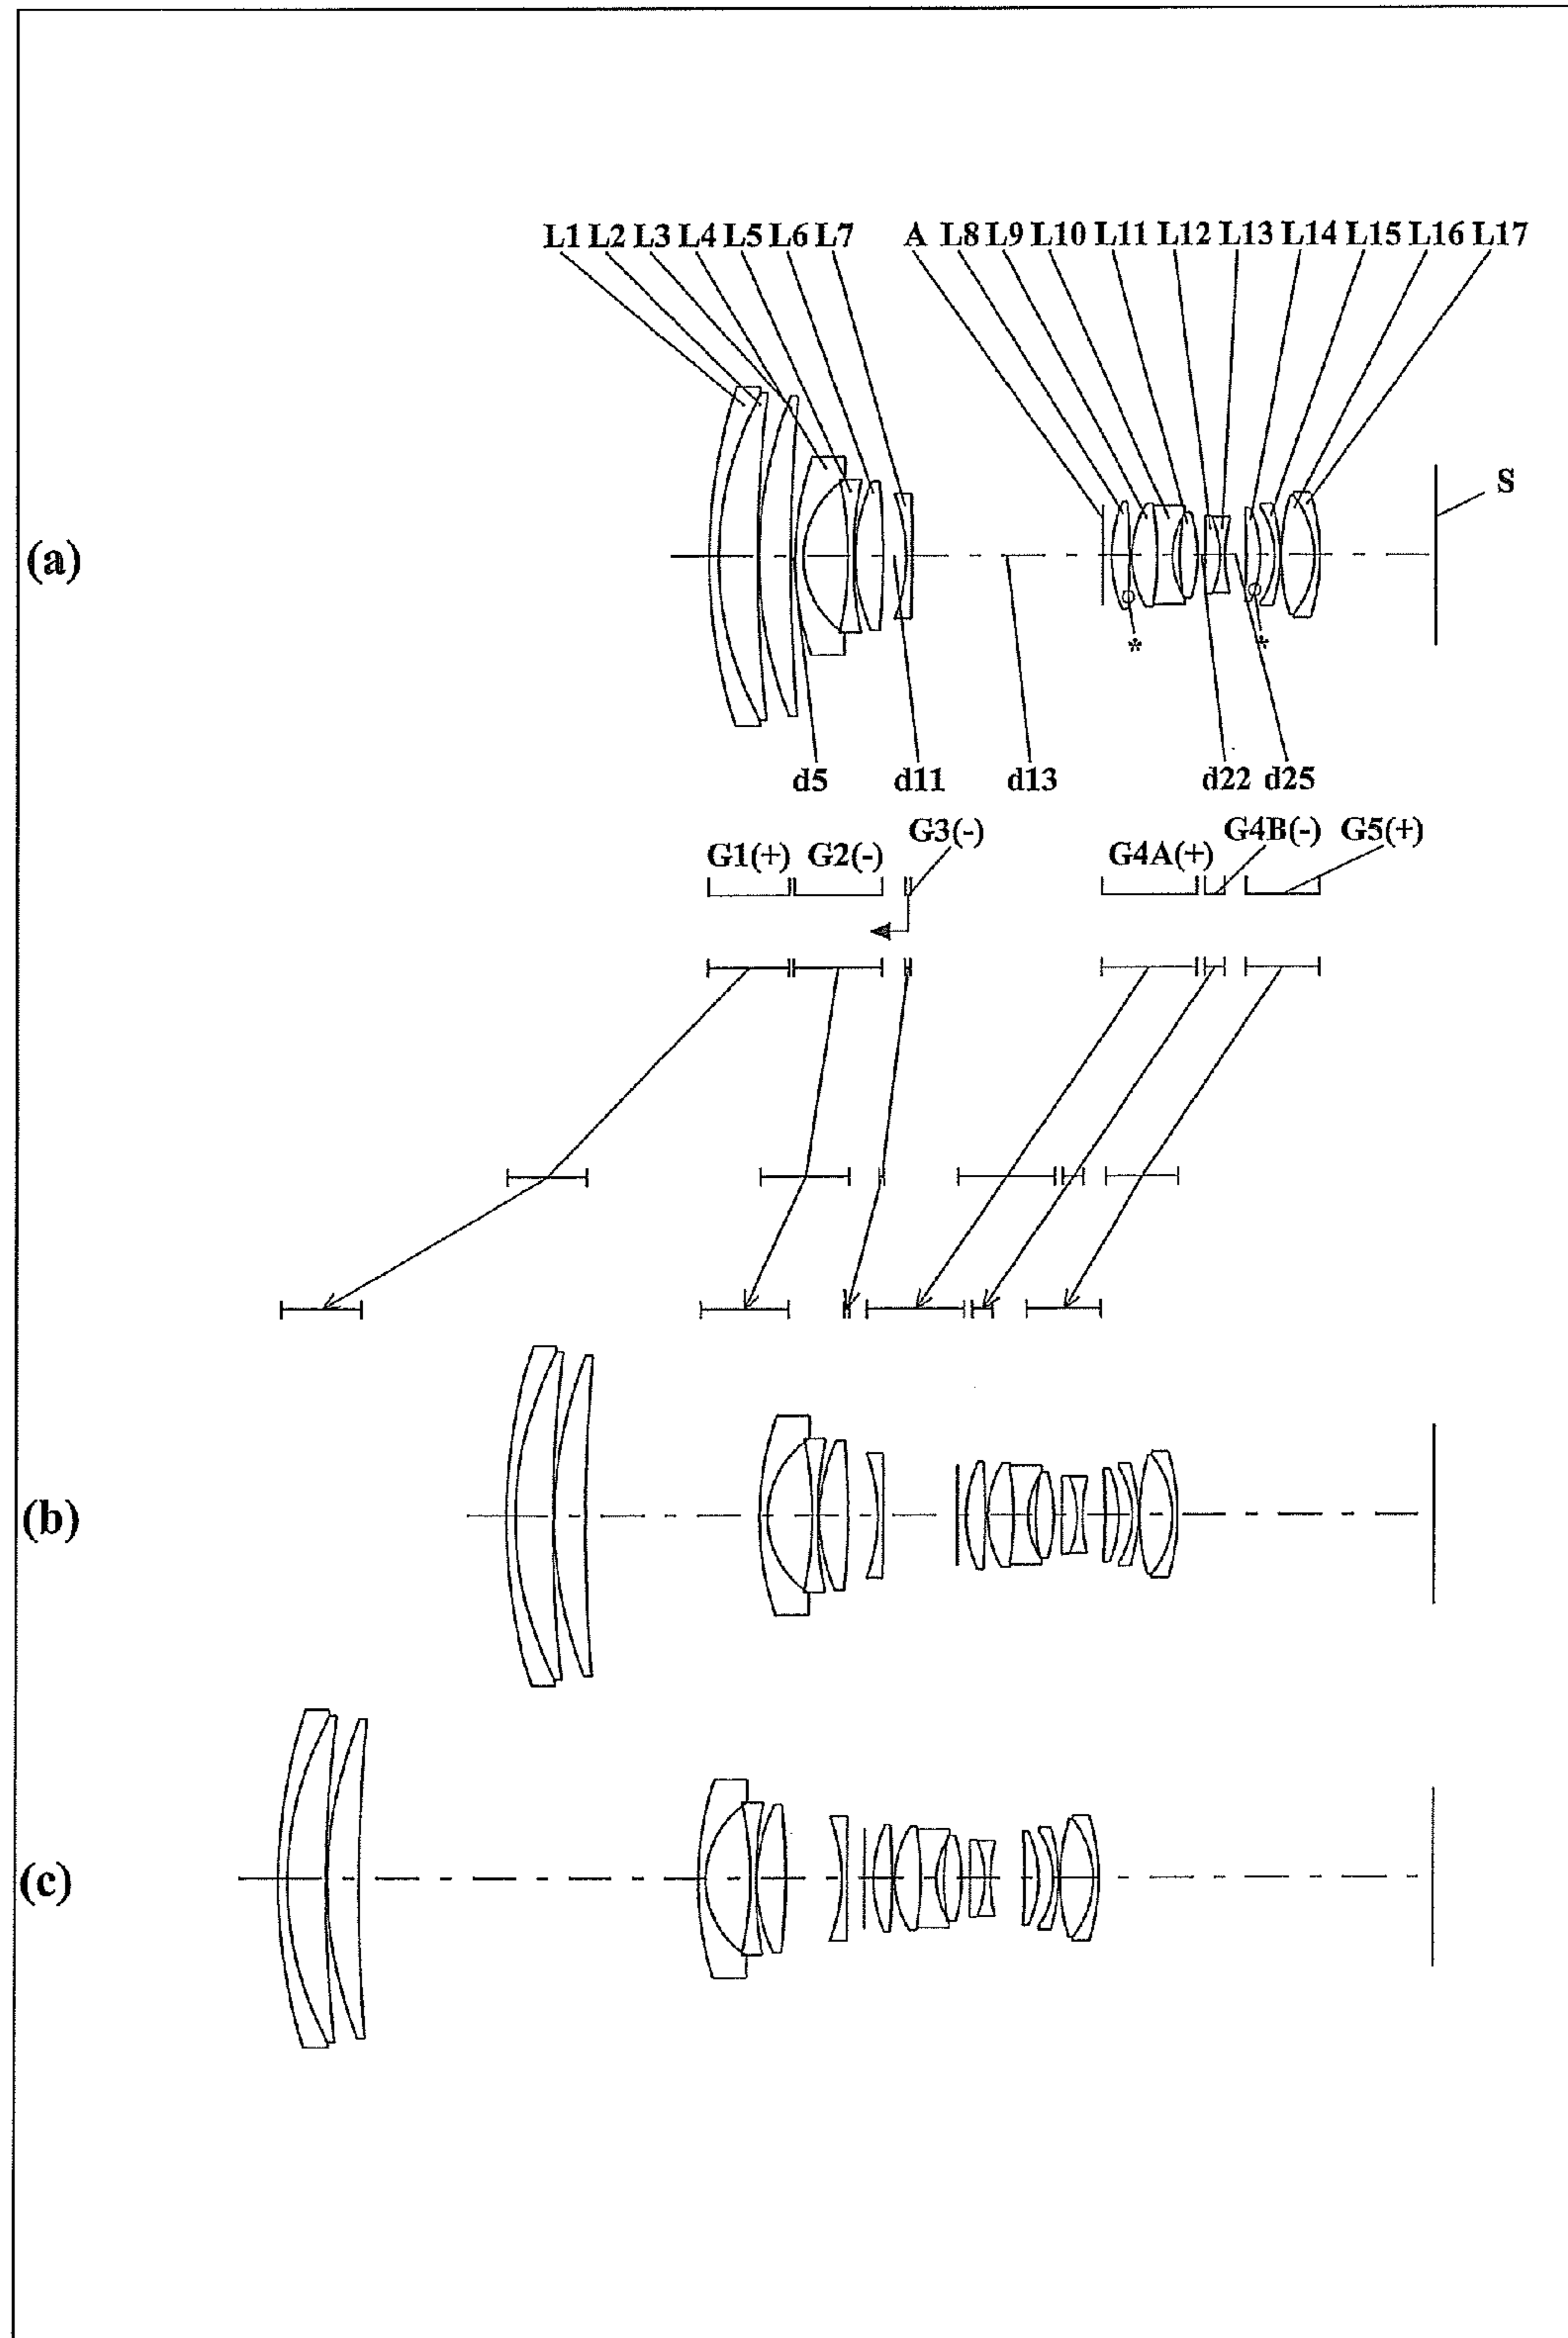 L1 L2 L3 L4 L5 L6 L7 A L8 L9 L10 L11 L12 L13 L14 L15 L16 L17
S
(a)
* *
d5 d11 d13 d22 d25
G1(+) G2(-) G3(-) G4A(+) G4B(-) G5(+)
(b)
(c)